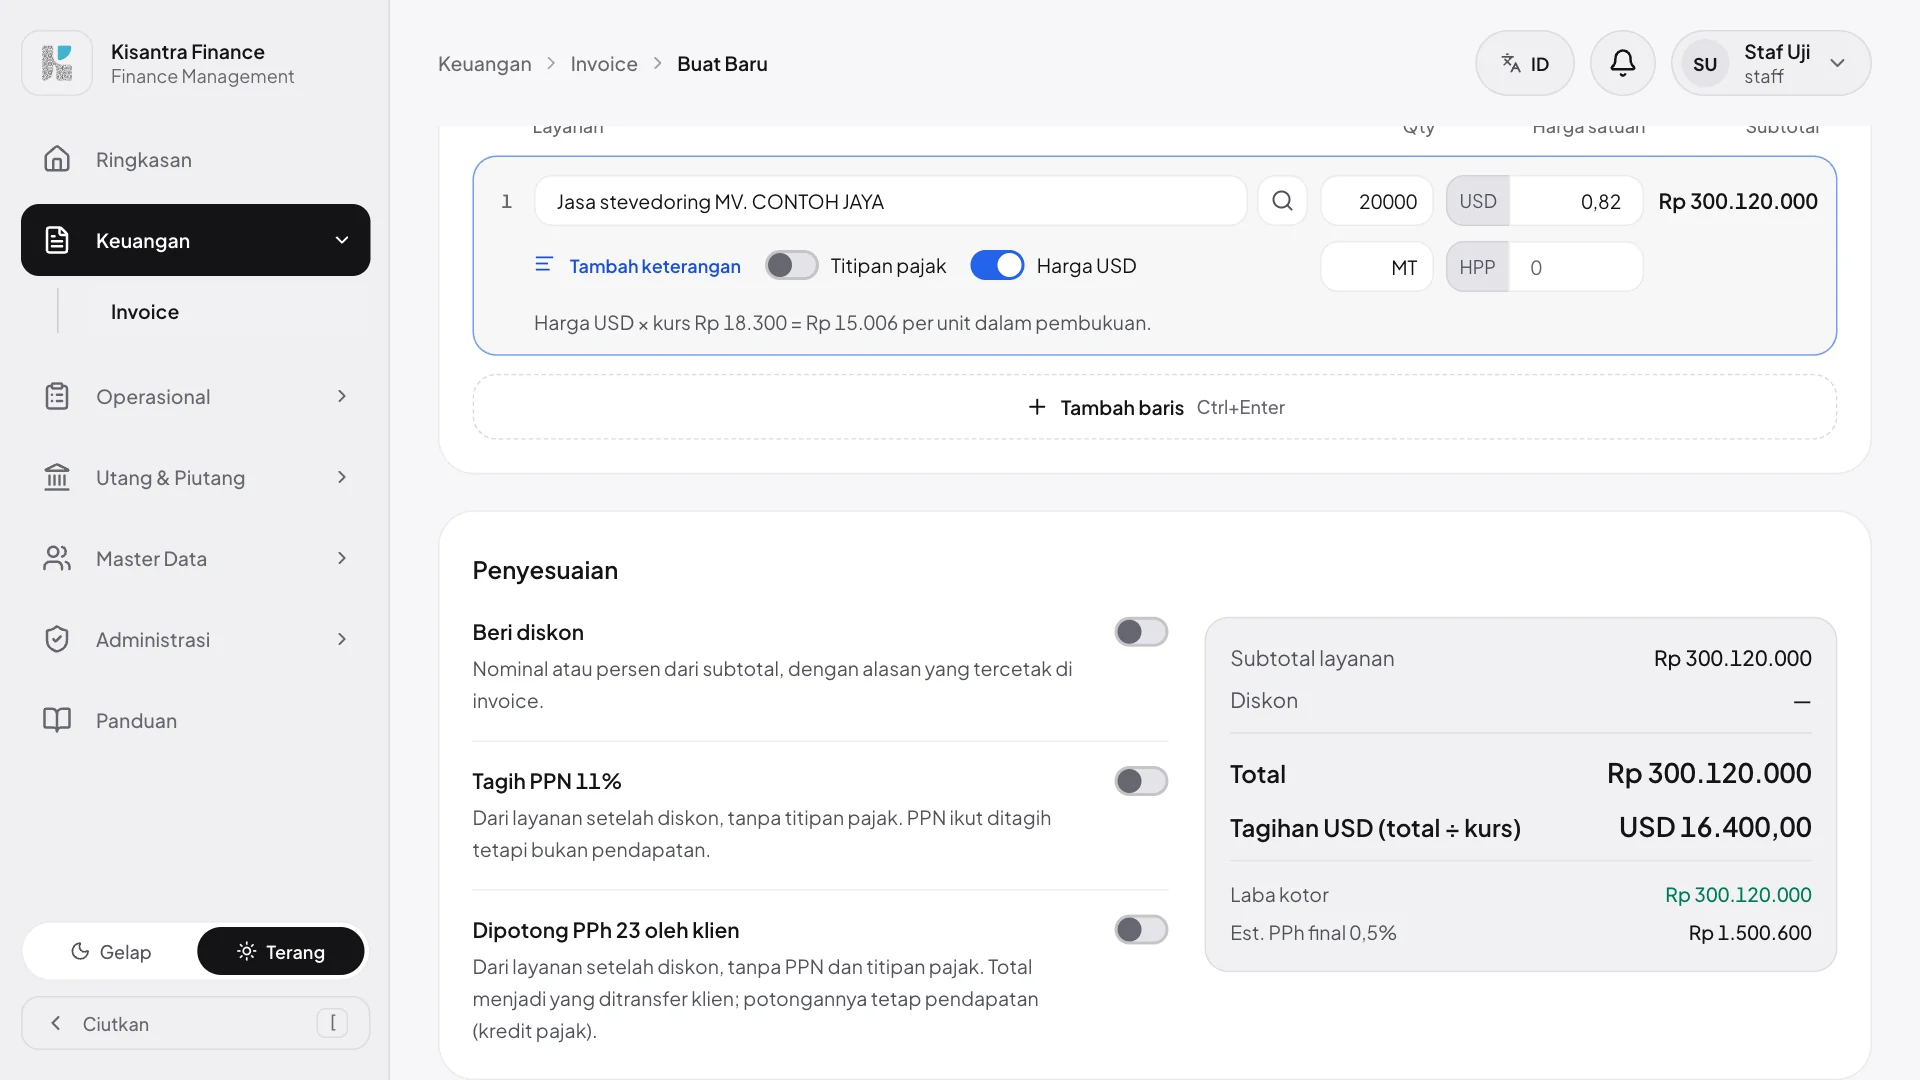 Kisantra Finance
Finance Management
Ringkasan
Keuangan
Invoice
Operasional
Utang & Piutang
Master Data
Administrasi
Panduan
Gelap
Terang
Ciutkan
[
Keuangan > Invoice > Buat Baru
ID
SU
Staf Uji
staff
Layanan Qty Harga satuan Subtotal
1 Jasa stevedoring MV. CONTOH JAYA 20000 USD 0,82 Rp 300.120.000
Tambah keterangan Titipan pajak Harga USD MT HPP 0
Harga USD × kurs Rp 18.300 = Rp 15.006 per unit dalam pembukuan.
+ Tambah baris Ctrl+Enter
Penyesuaian
Beri diskon
Nominal atau persen dari subtotal, dengan alasan yang tercetak di
invoice.
Tagih PPN 11%
Dari layanan setelah diskon, tanpa titipan pajak. PPN ikut ditagih
tetapi bukan pendapatan.
Dipotong PPh 23 oleh klien
Dari layanan setelah diskon, tanpa PPN dan titipan pajak. Total
menjadi yang ditransfer klien; potongannya tetap pendapatan
(kredit pajak).
Subtotal layanan Rp 300.120.000
Diskon —
Total Rp 300.120.000
Tagihan USD (total ÷ kurs) USD 16.400,00
Laba kotor Rp 300.120.000
Est. PPh final 0,5% Rp 1.500.600